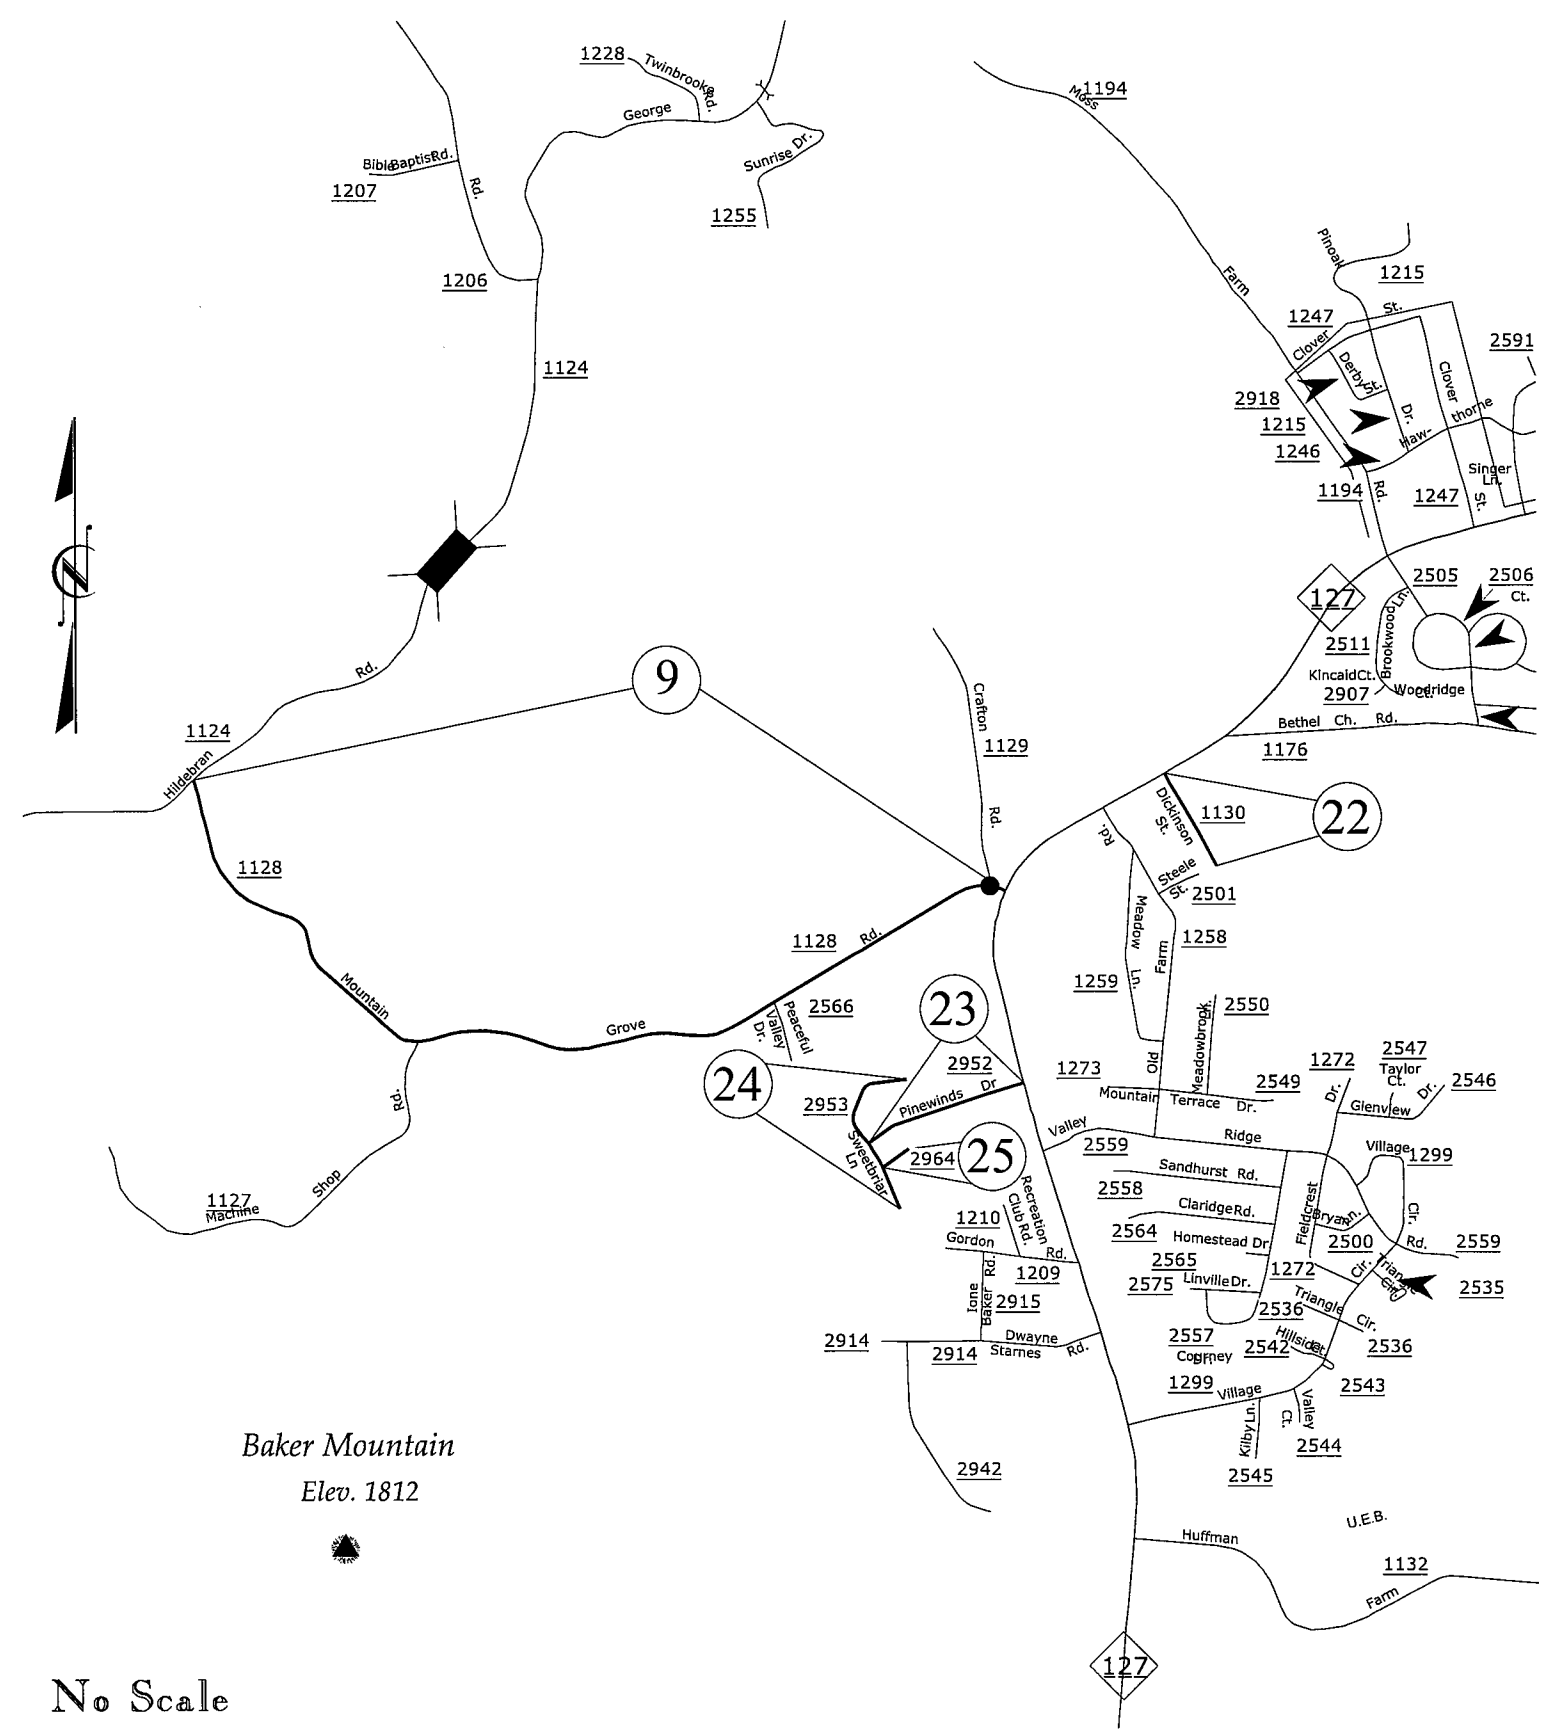 1228
Twinbrooks
Rd.
George
Sunrise Dr.
1255
Bible Baptist Rd.
1207
Rd.
1206
1124
Moss
1194
Farm
Pinoak
1215
St.
1247
Clover
2591
Derby
St.
Clover
2918
1215
1246
Dr.
Haw-
thorne
Singer
Ln.
1194
Rd.
1247
St.
N
127
2505
2506
Ct.
Ln.
Brookwood
2511
Kincaid Ct.
2907
Woodridge
Ct.
Bethel Ch. Rd.
1176
Rd.
9
1124
Hildebran
Crafton
1129
Rd.
Dickinson
St.
1130
22
Rd.
Steele
St.
2501
1128
Meadow
Ln.
1258
Farm
1259
1128
Rd.
Mountain
Grove
2566
Peaceful
Valley
Dr.
23
24
2952
Pinewinds Dr
2953
Sweetbriar
Ln
2964
25
Old
Meadowbrook
Ln.
2550
1273
Mountain Terrace Dr.
2549
1272
Dr.
2547
Taylor
Ct.
2546
Glenview
Dr.
Valley
2559
Ridge
Village
1299
Cir.
Rd.
Shop
1127
Machine
Sandhurst Rd.
2558
Claridge Rd.
2564
Homestead Dr.
2565
Fieldcrest
Bryan
Ln.
2500
Rd.
2559
Recreation
Club Rd.
1210
Gordon
Rd.
1209
Rd.
Ione
Baker
2915
2575
Linville Dr.
1272
Cir.
Triangle
Cir.
2535
2536
Triangle
Cir.
2536
2914
2914
Dwayne
Starnes
Rd.
2557
Courney
Dr.
2542
Hillside
Ct.
2543
1299
Village
Kilby Ln.
Valley
Ct.
2544
2545
2942
Baker Mountain
Elev. 1812
Huffman
U.E.B.
1132
Farm
127
No Scale